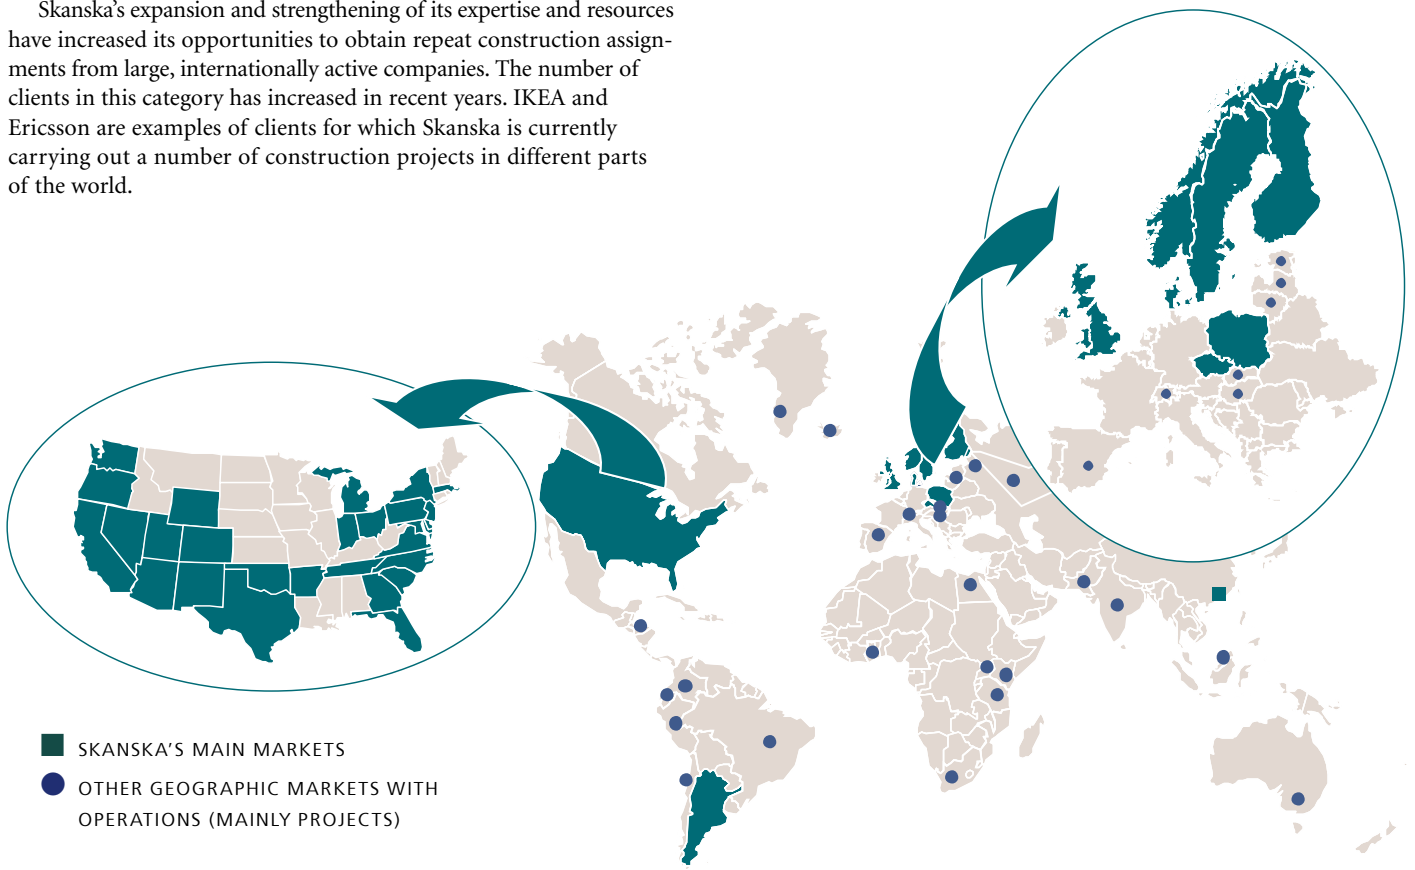 Skanska’s expansion and strengthening of its expertise and resources
have increased its opportunities to obtain repeat construction assign-
ments from large, internationally active companies. The number of
clients in this category has increased in recent years. IKEA and
Ericsson are examples of clients for which Skanska is currently
carrying out a number of construction projects in different parts
of the world.
SKANSKA’S MAIN MARKETS
OTHER GEOGRAPHIC MARKETS WITH
OPERATIONS (MAINLY PROJECTS)